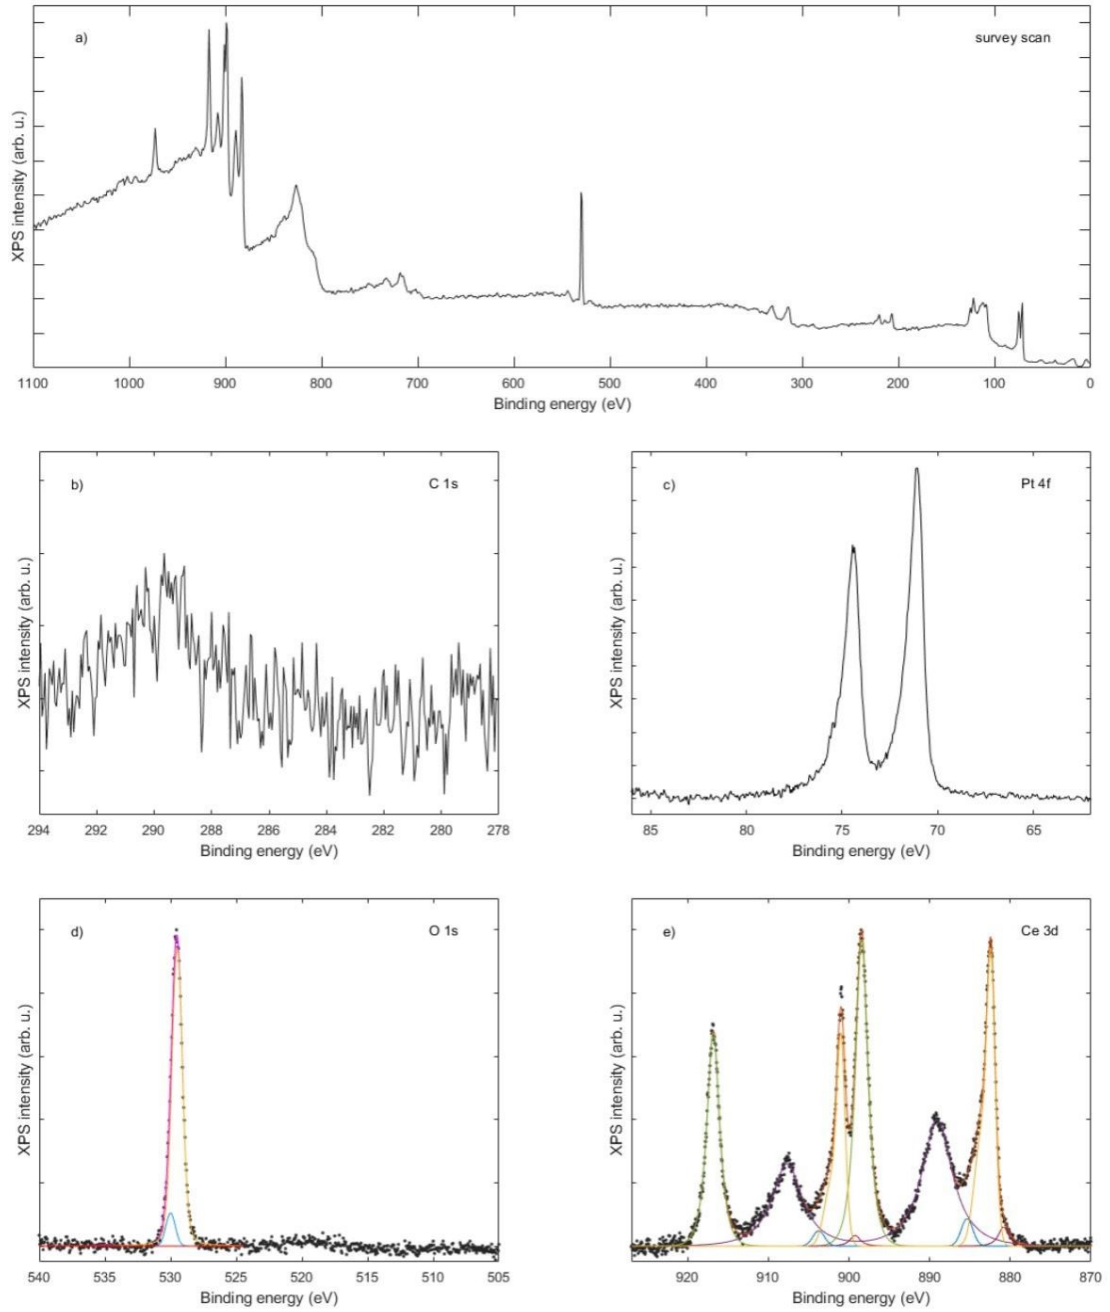 a)
survey scan
XPS intensity (arb. u.)
1100 1000 900 800 700 600 500 400 300 200 100 0
Binding energy (eV)
b)
C 1s
XPS intensity (arb. u.)
294 292 290 288 286 284 282 280 278
Binding energy (eV)
c)
Pt 4f
XPS intensity (arb. u.)
85 80 75 70 65
Binding energy (eV)
d)
O 1s
XPS intensity (arb. u.)
540 535 530 525 520 515 510 505
Binding energy (eV)
e)
Ce 3d
XPS intensity (arb. u.)
920 910 900 890 880 870
Binding energy (eV)